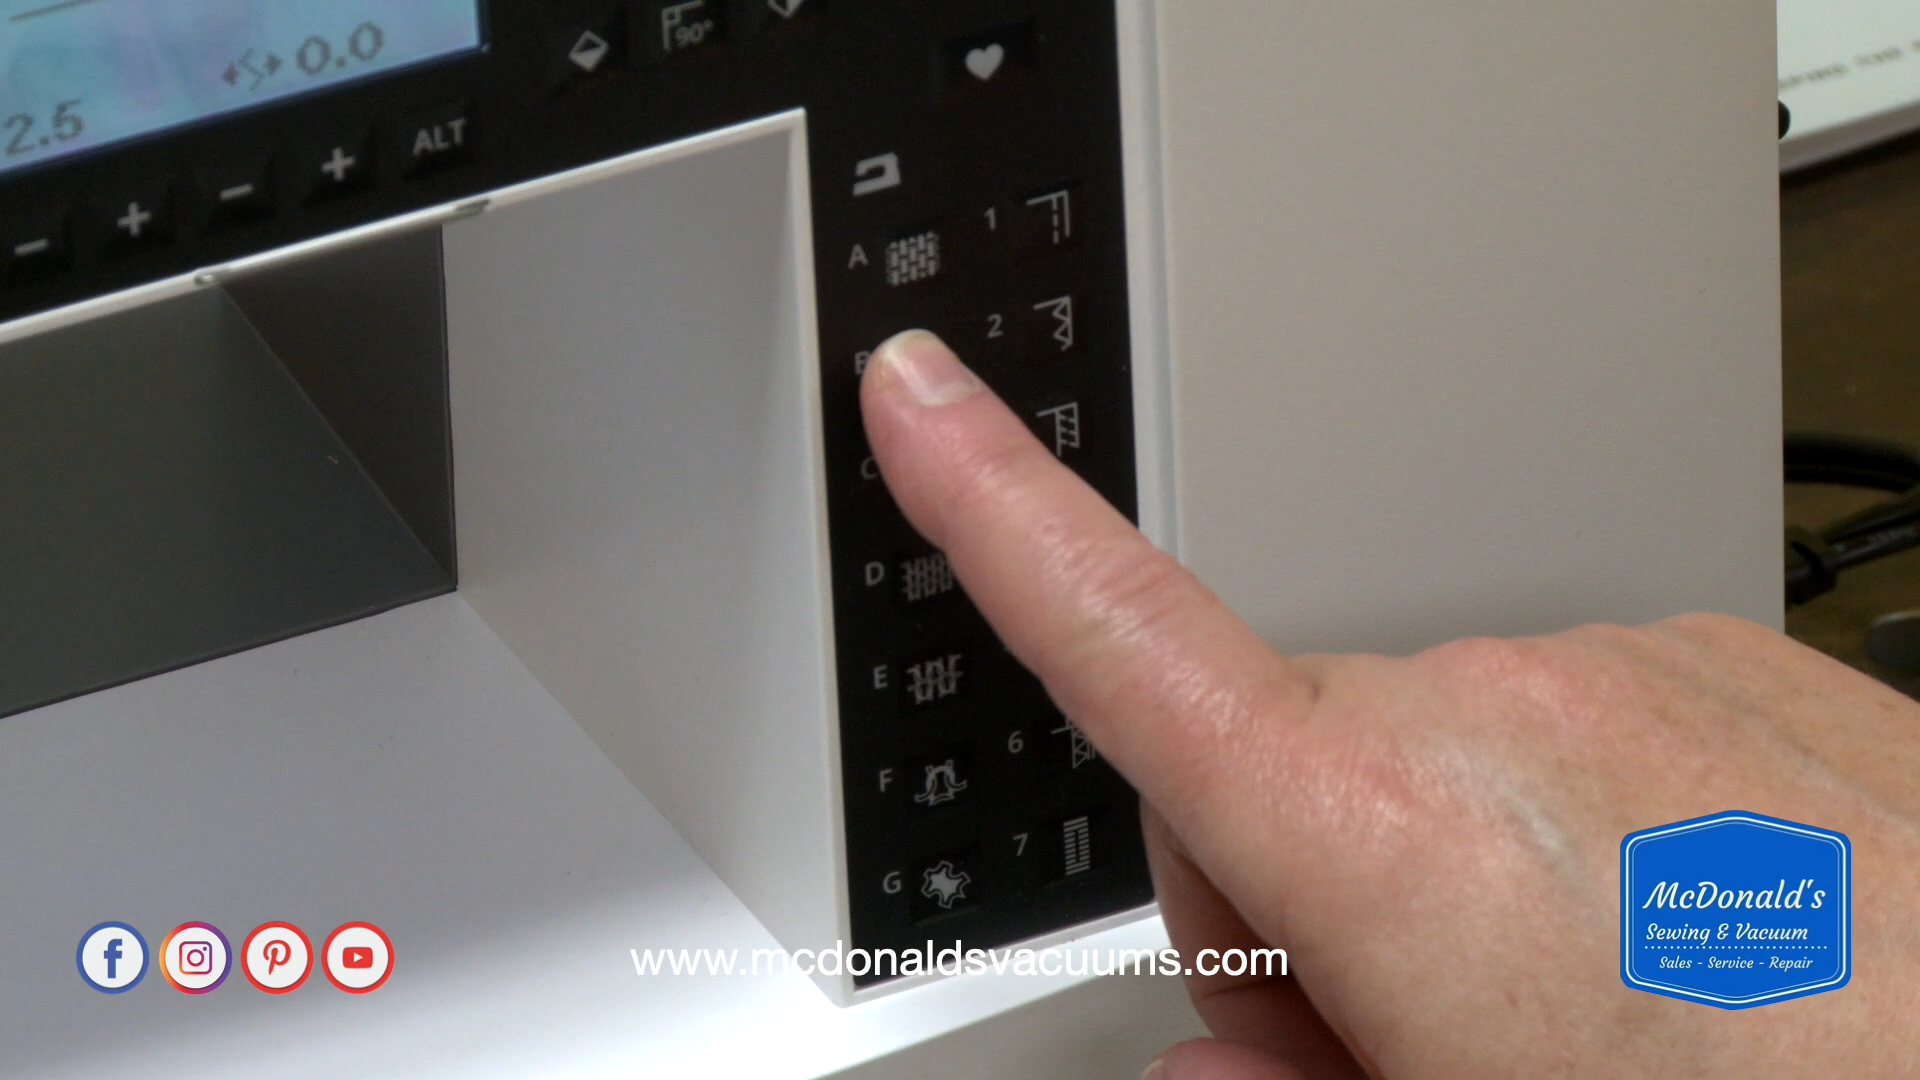 0.0
2.5
90°
ALT
A
1
B
2
C
D
E
6
F
7
G
McDonald's
Sewing & Vacuum
Sales - Service - Repair
www.mcdonaldsvacuums.com